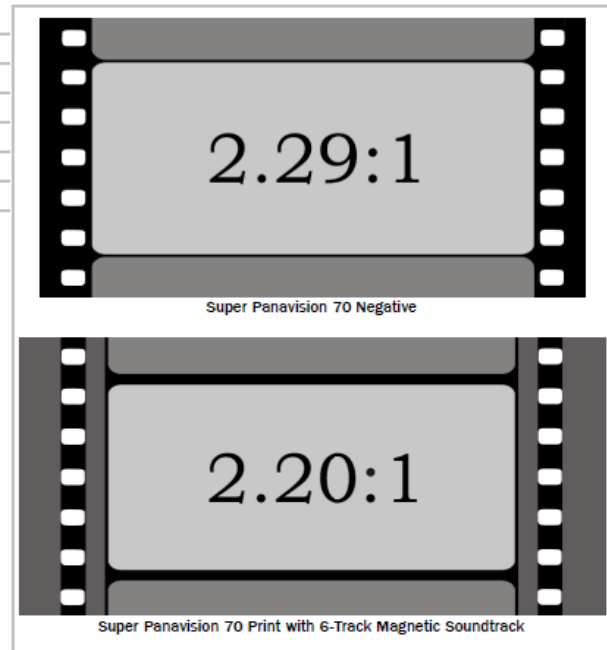 2.29:1
Super Panavision 70 Negative
2.20:1
Super Panavision 70 Print with 6-Track Magnetic Soundtrack